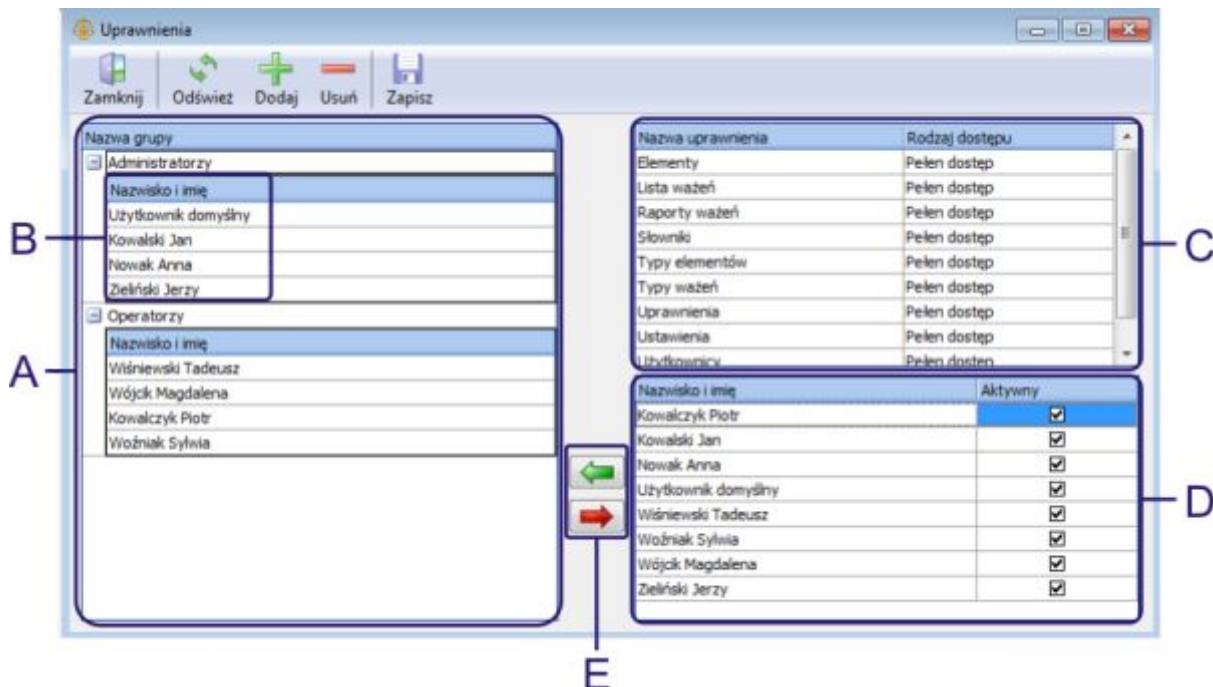 Uprawnienia
Zamknij Odśwież Dodaj Usuń Zapisz
Nazwa grupy
Administratorzy
Nazwisko i imię
Użytkownik domyślny
Kowalski Jan
Nowak Anna
Zieliński Jerzy
Operatorzy
Nazwisko i imię
Wiśniewski Tadeusz
Wójcik Magdalena
Kowalczyk Piotr
Woźniak Sylwia
Nazwa uprawnienia Rodzaj dostępu
Elementy Pełen dostęp
Lista ważeń Pełen dostęp
Raporty ważeń Pełen dostęp
Słowniki Pełen dostęp
Typy elementów Pełen dostęp
Typy ważeń Pełen dostęp
Uprawnienia Pełen dostęp
Ustawienia Pełen dostęp
Użytkownicy Pełen dostęp
Nazwisko i imię Aktywny
Kowalczyk Piotr
Kowalski Jan
Nowak Anna
Użytkownik domyślny
Wiśniewski Tadeusz
Woźniak Sylwia
Wójcik Magdalena
Zieliński Jerzy
A
B
C
D
E